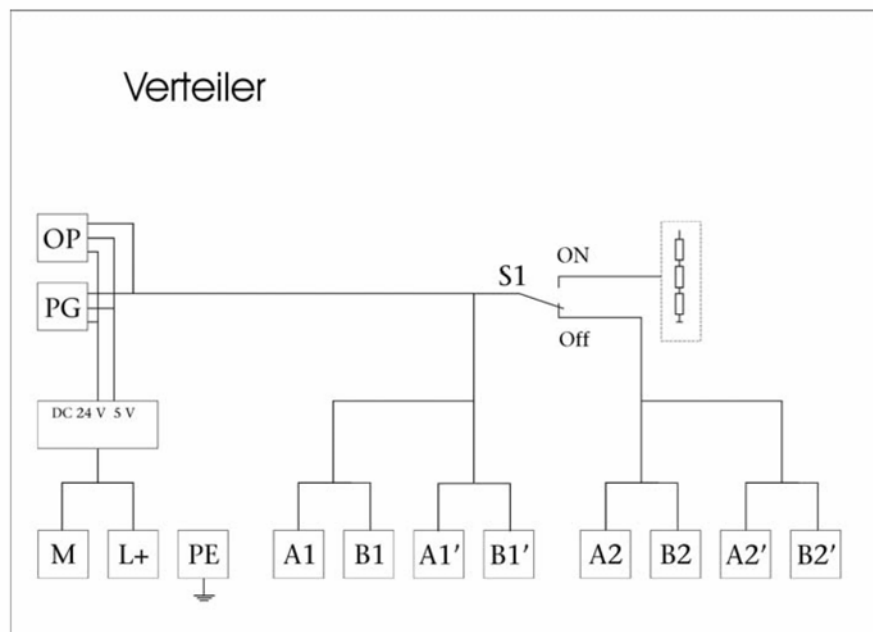 Verteiler
OP
ON
S1
PG
Off
DC 24 V 5 V
M L+ PE A1 B1 A1′ B1′ A2 B2 A2′ B2′